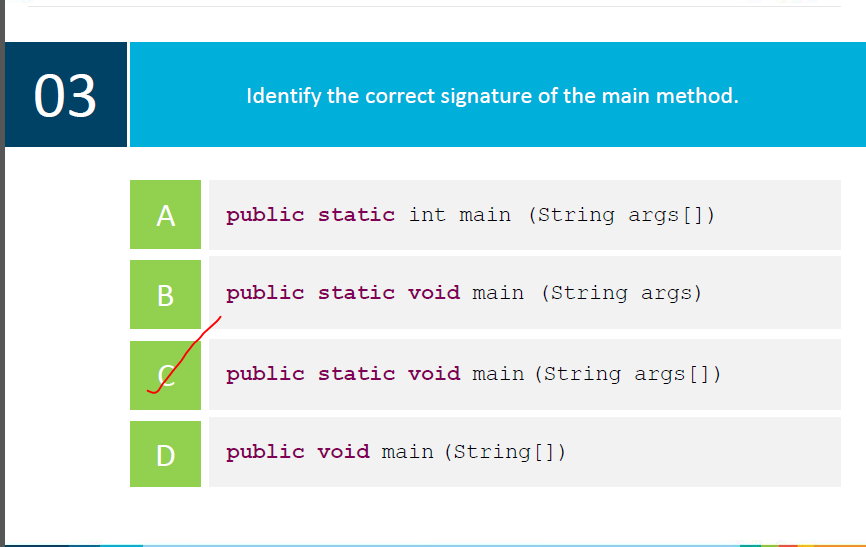 03
Identify the correct signature of the main method.
A
public static int main (String args[])
B
public static void main (String args)
C
public static void main (String args[])
D
public void main (String[])